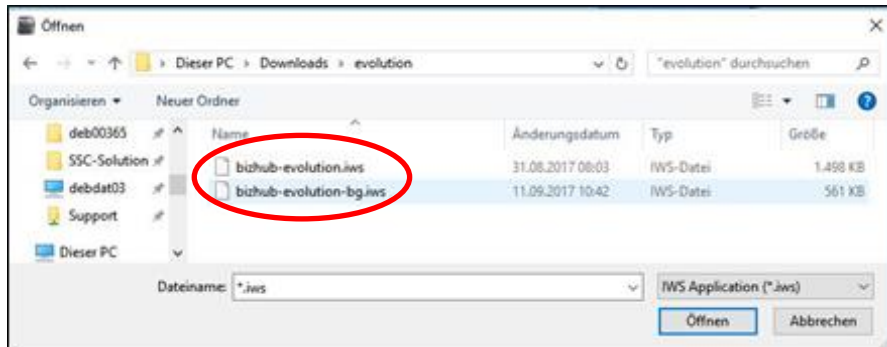 Öffnen
Dieser PC > Downloads > evolution
"evolution" durchsuchen
Organisieren Neuer Ordner
Name Änderungsdatum Typ Größe
deb00365
SSC-Solution
debdat03
Support
Dieser PC
bizhub-evolution.iws 31.08.2017 08:03 IWS-Datei 1.498 KB
bizhub-evolution-bg.iws 11.09.2017 10:42 IWS-Datei 561 KB
Dateiname: *.iws IWS Application (*.iws)
Öffnen Abbrechen